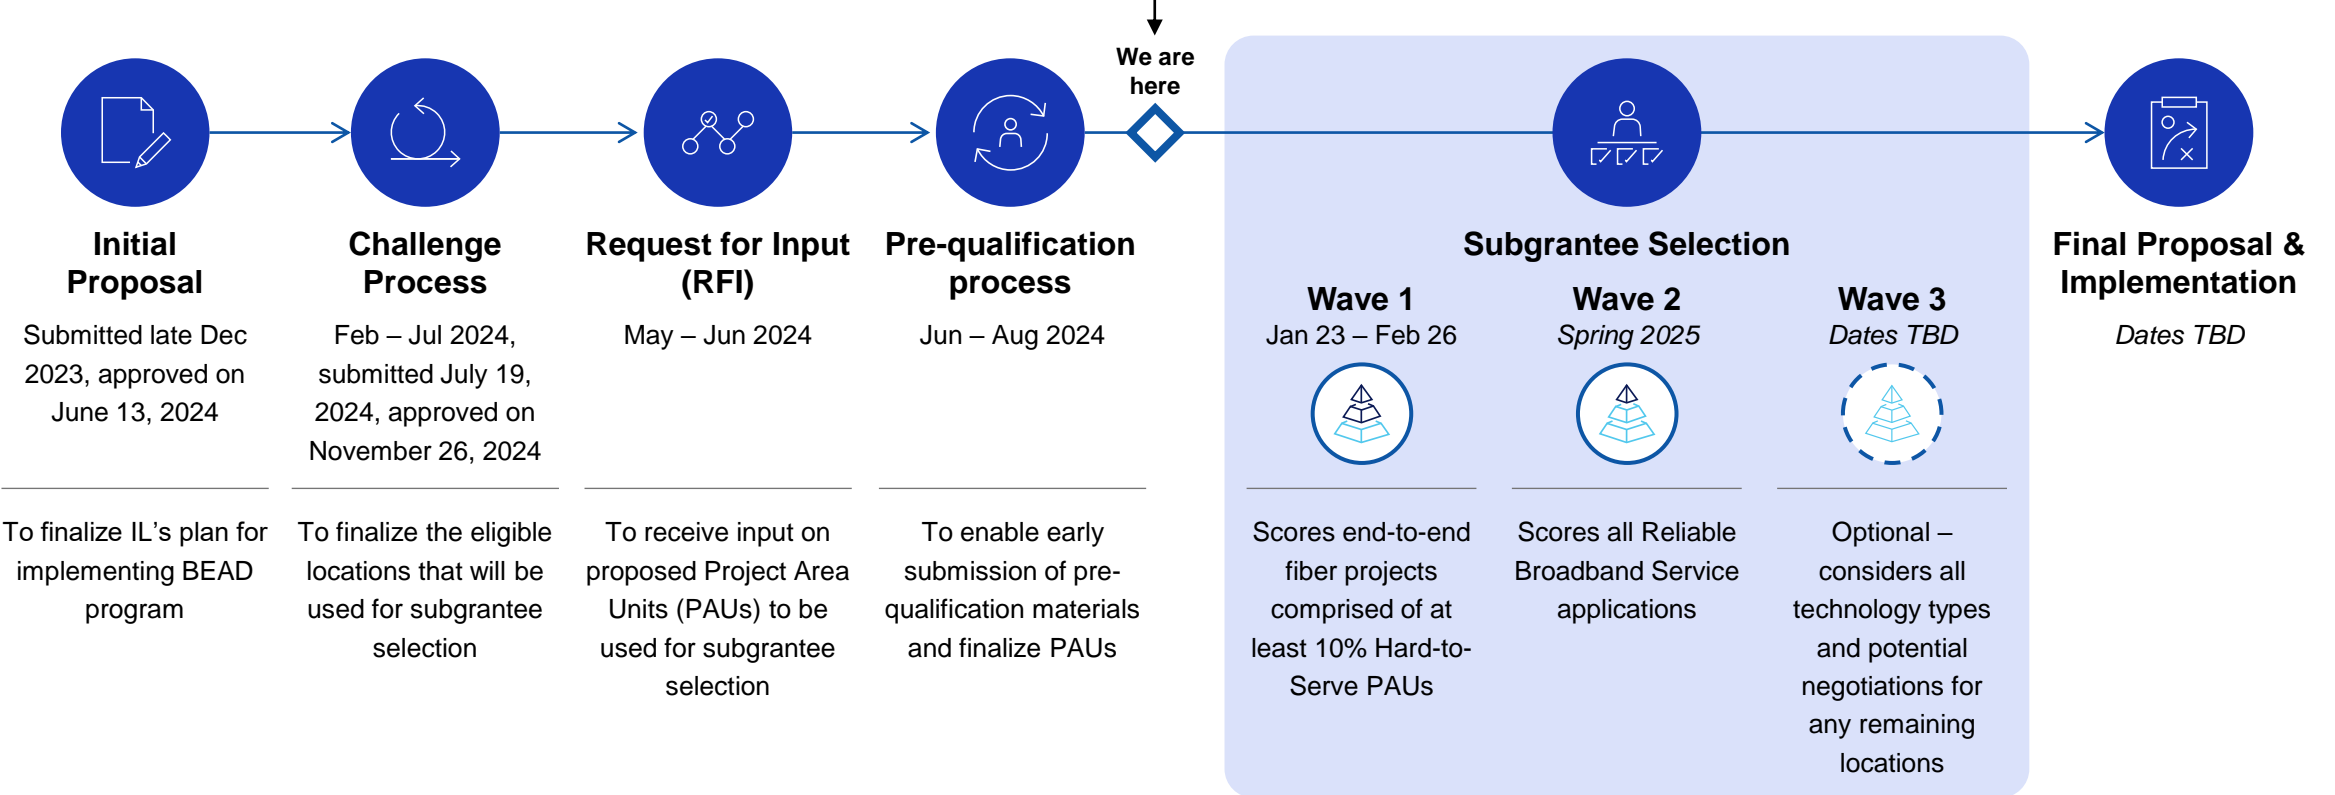 We are
here
Initial
Proposal
Submitted late Dec
2023, approved on
June 13, 2024
To finalize IL’s plan for
implementing BEAD
program
Challenge
Process
Feb – Jul 2024,
submitted July 19,
2024, approved on
November 26, 2024
To finalize the eligible
locations that will be
used for subgrantee
selection
Request for Input
(RFI)
May – Jun 2024
To receive input on
proposed Project Area
Units (PAUs) to be
used for subgrantee
selection
Pre-qualification
process
Jun – Aug 2024
To enable early
submission of pre-
qualification materials
and finalize PAUs
Subgrantee Selection
Wave 1
Jan 23 – Feb 26
Scores end-to-end
fiber projects
comprised of at
least 10% Hard-to-
Serve PAUs
Wave 2
Spring 2025
Scores all Reliable
Broadband Service
applications
Wave 3
Dates TBD
Optional –
considers all
technology types
and potential
negotiations for
any remaining
locations
Final Proposal &
Implementation
Dates TBD